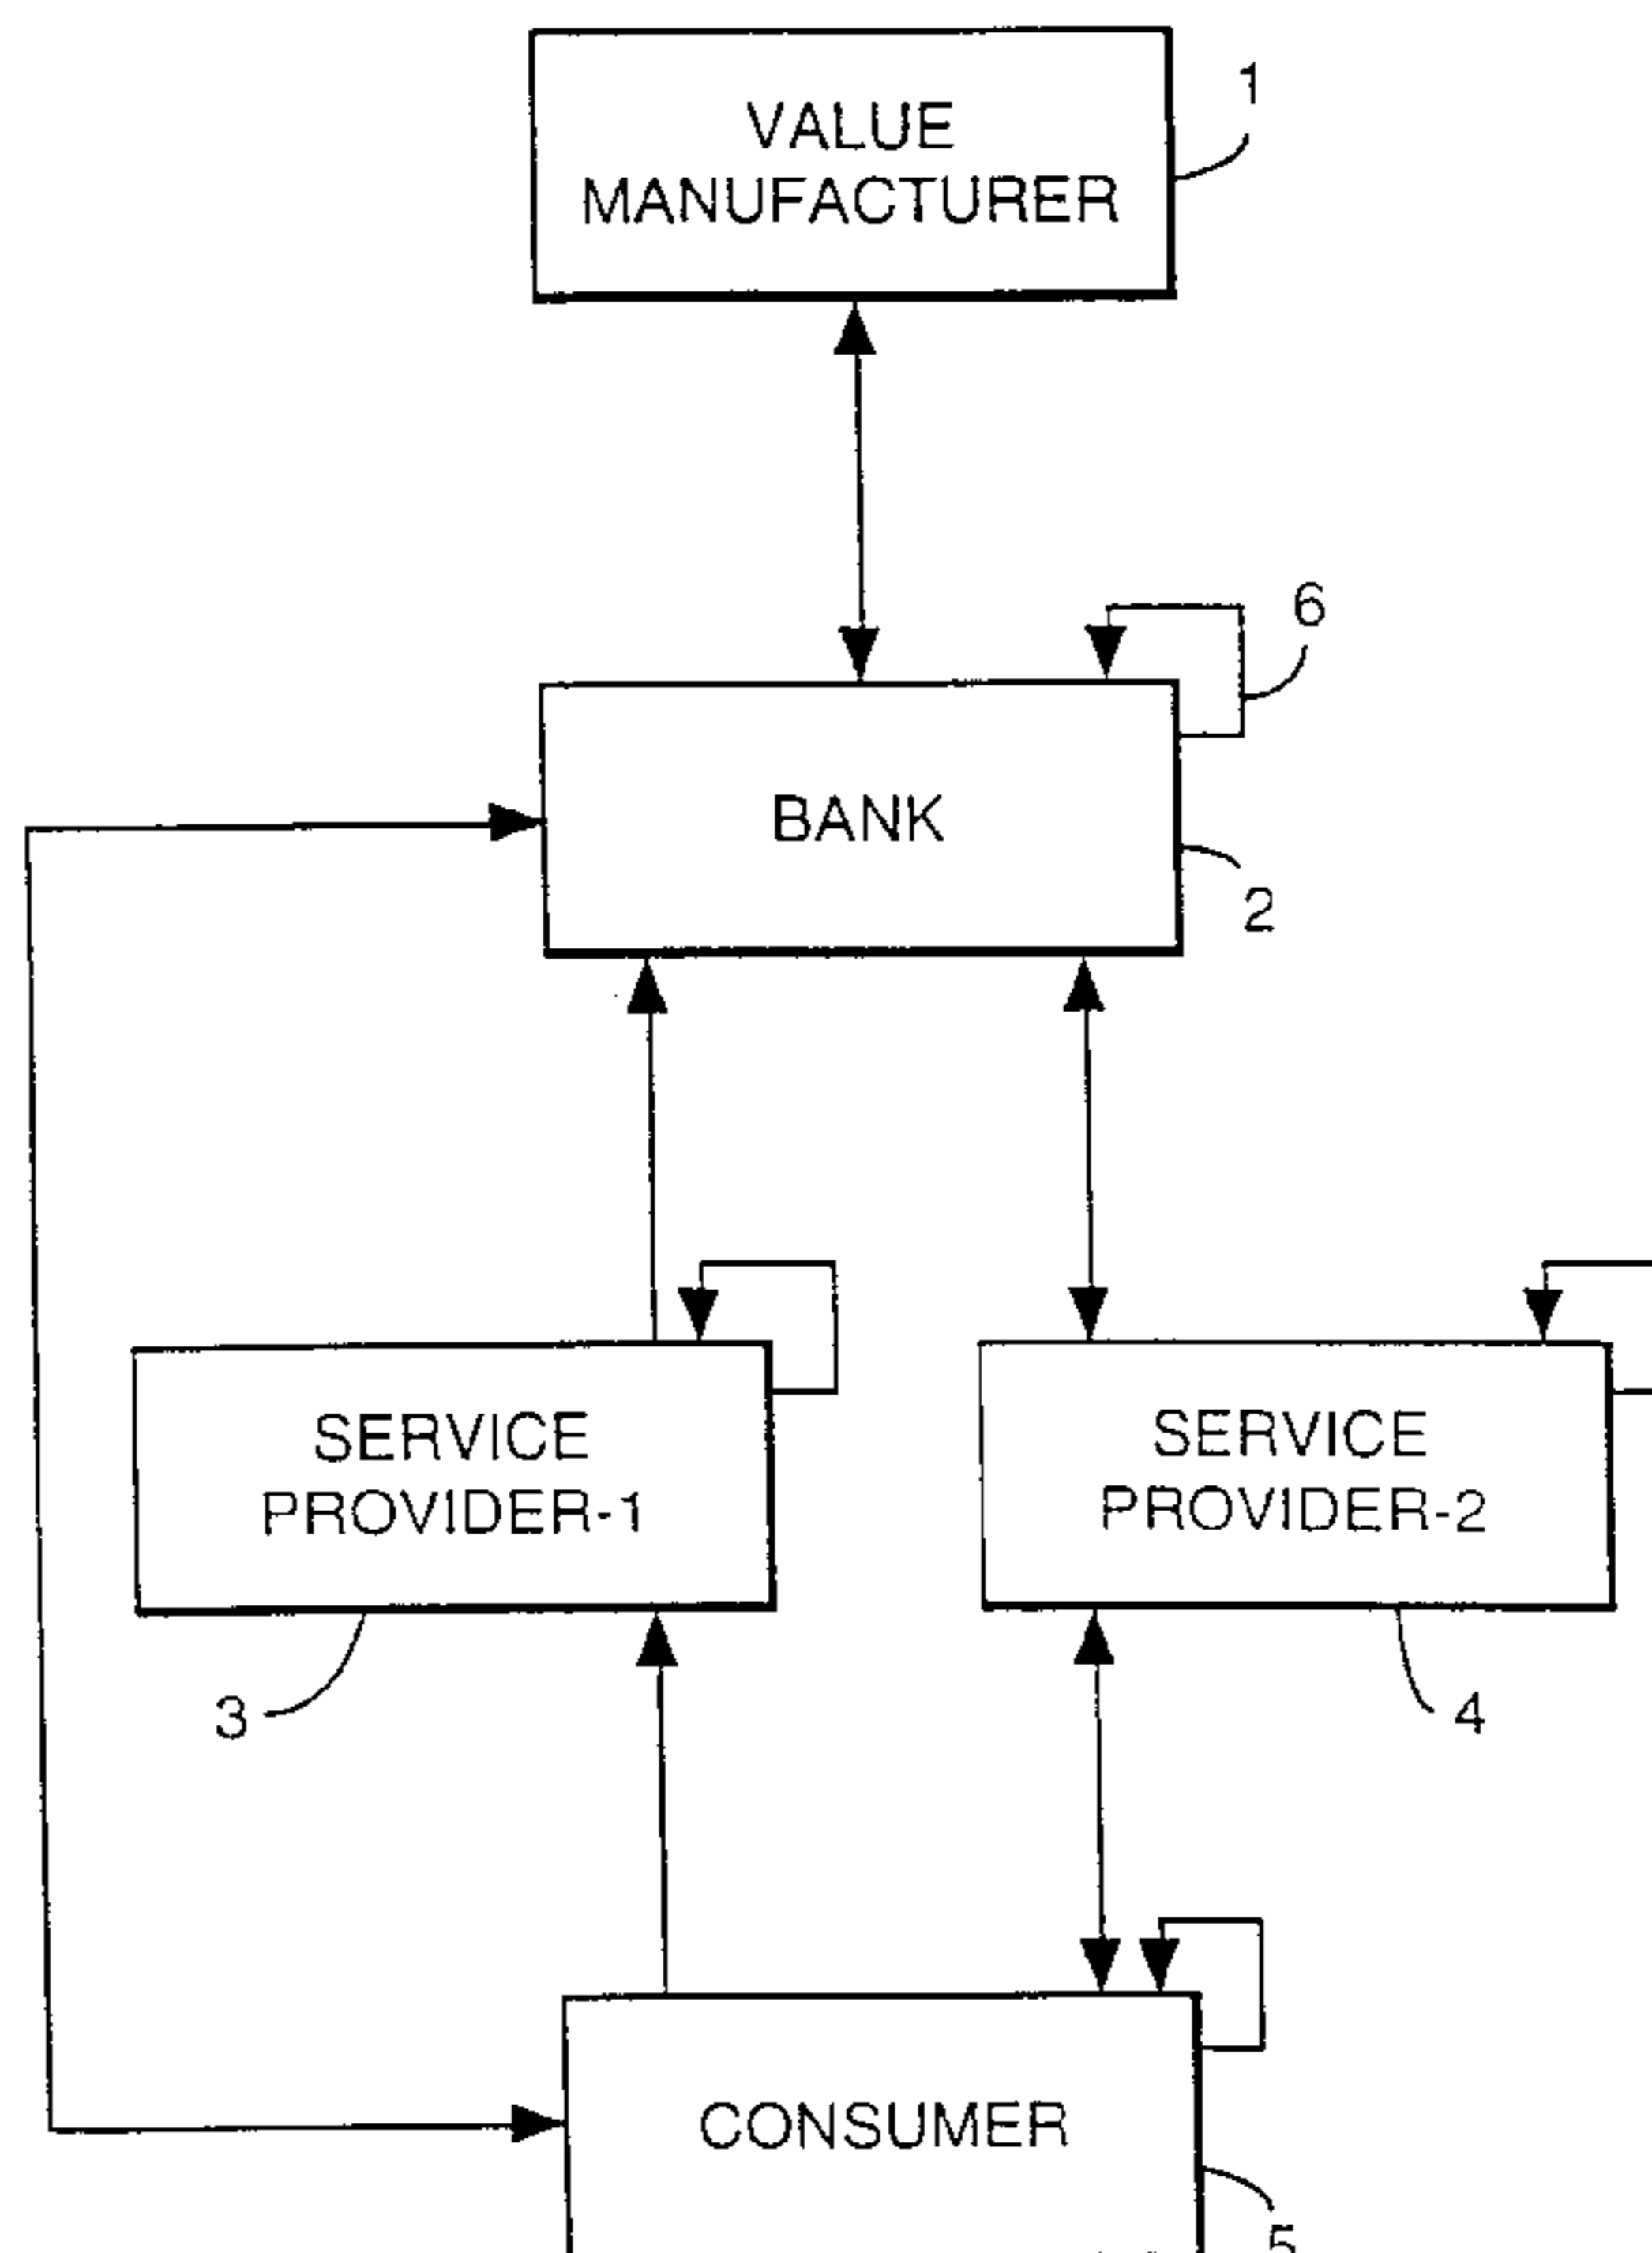 VALUE
MANUFACTURER
1
6
BANK
2
SERVICE
PROVIDER-1
SERVICE
PROVIDER-2
3
4
CONSUMER
5